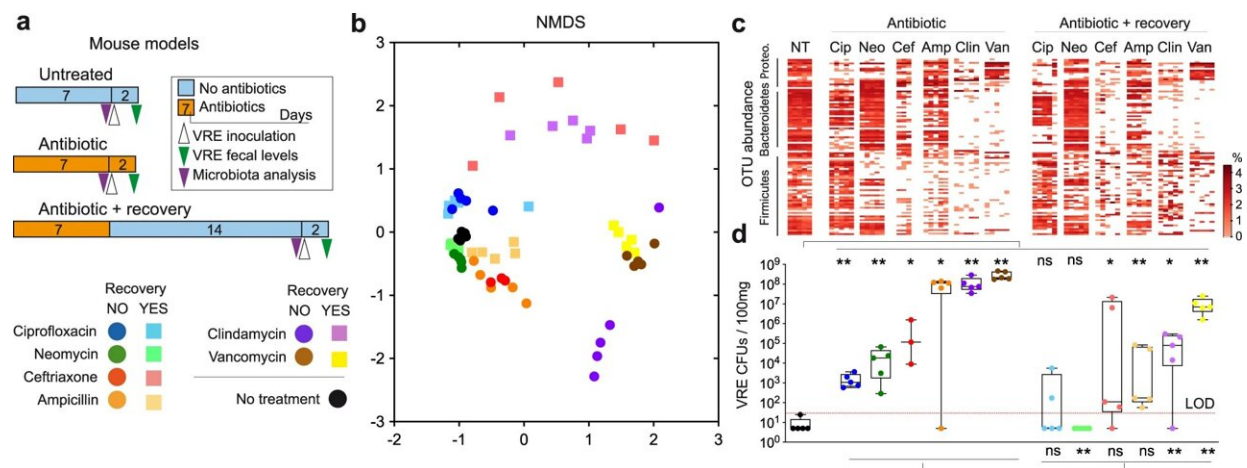 a
Mouse models
Untreated
7 2
Antibiotic
7 2
Antibiotic + recovery
7 14 2
No antibiotics
7 Antibiotics
Days
VRE inoculation
VRE fecal levels
Microbiota analysis
Recovery
NO YES
Ciprofloxacin
Neomycin
Ceftriaxone
Ampicillin
Recovery
NO YES
Clindamycin
Vancomycin
No treatment
b
NMDS
3
2
1
0
-1
-2
-3
-2 -1 0 1 2 3
c
Antibiotic Antibiotic + recovery
NT Cip Neo Cef Amp Clin Van Cip Neo Cef Amp Clin Van
OTU abundance
Proteo.
Bacteroidetes
Firmicutes
%
4
3
2
1
0
d
** ** * * ** ** ns ns * ** * **
VRE CFUs / 100mg
10⁹
10⁸
10⁷
10⁶
10⁵
10⁴
10³
10²
10¹
10⁰
LOD
ns ** ns ns ** **